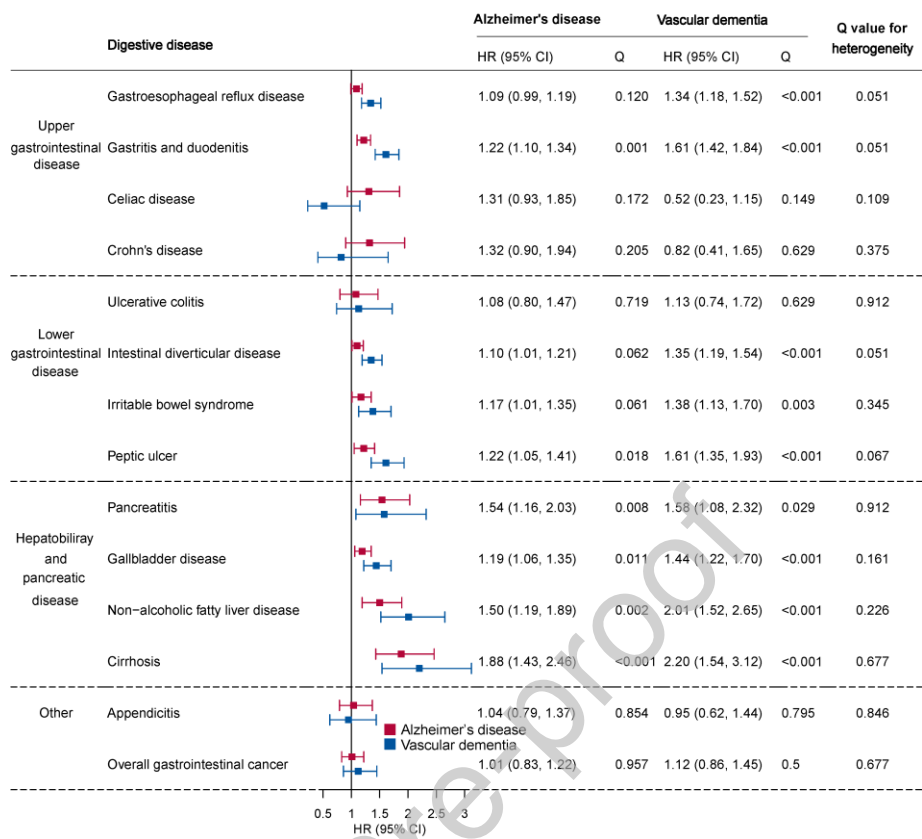 Digestive disease
Alzheimer's disease
Vascular dementia
Q value for
heterogeneity
HR (95% CI) Q HR (95% CI) Q
Upper
gastrointestinal
disease
Gastroesophageal reflux disease 1.09 (0.99, 1.19) 0.120 1.34 (1.18, 1.52) <0.001 0.051
Gastritis and duodenitis 1.22 (1.10, 1.34) 0.001 1.61 (1.42, 1.84) <0.001 0.051
Celiac disease 1.31 (0.93, 1.85) 0.172 0.52 (0.23, 1.15) 0.149 0.109
Crohn's disease 1.32 (0.90, 1.94) 0.205 0.82 (0.41, 1.65) 0.629 0.375
Lower
gastrointestinal
disease
Ulcerative colitis 1.08 (0.80, 1.47) 0.719 1.13 (0.74, 1.72) 0.629 0.912
Intestinal diverticular disease 1.10 (1.01, 1.21) 0.062 1.35 (1.19, 1.54) <0.001 0.051
Irritable bowel syndrome 1.17 (1.01, 1.35) 0.061 1.38 (1.13, 1.70) 0.003 0.345
Peptic ulcer 1.22 (1.05, 1.41) 0.018 1.61 (1.35, 1.93) <0.001 0.067
Hepatobiliray
and
pancreatic
disease
Pancreatitis 1.54 (1.16, 2.03) 0.008 1.58 (1.08, 2.32) 0.029 0.912
Gallbladder disease 1.19 (1.06, 1.35) 0.011 1.44 (1.22, 1.70) <0.001 0.161
Non-alcoholic fatty liver disease 1.50 (1.19, 1.89) 0.002 2.01 (1.52, 2.65) <0.001 0.226
Cirrhosis 1.88 (1.43, 2.46) <0.001 2.20 (1.54, 3.12) <0.001 0.677
Other
Appendicitis 1.04 (0.79, 1.37) 0.854 0.95 (0.62, 1.44) 0.795 0.846
Alzheimer's disease
Vascular dementia
Overall gastrointestinal cancer 1.01 (0.83, 1.22) 0.957 1.12 (0.86, 1.45) 0.5 0.677
0.5 1 1.5 2 2.5 3
HR (95% CI)
re-proof